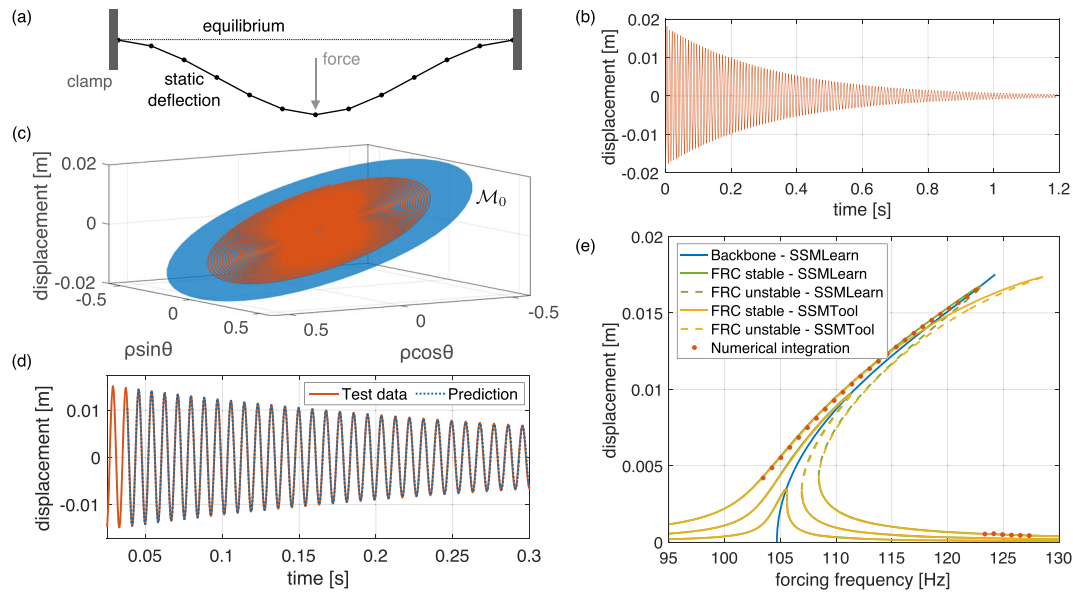 (a)
equilibrium
force
clamp
static
deflection
(b)
displacement [m]
0.02
0.01
0
-0.01
-0.02
0 0.2 0.4 0.6 0.8 1 1.2
time [s]
(c)
displacement [m]
0.02
0
-0.02
-0.5
0
0.5
ρsinθ
0.5
0
-0.5
ρcosθ
M₀
(d)
displacement [m]
0.01
0
-0.01
Test data Prediction
0.05 0.1 0.15 0.2 0.25 0.3
time [s]
(e)
displacement [m]
0.02
0.015
0.01
0.005
0
Backbone - SSMLearn
FRC stable - SSMLearn
FRC unstable - SSMLearn
FRC stable - SSMTool
FRC unstable - SSMTool
Numerical integration
95 100 105 110 115 120 125 130
forcing frequency [Hz]